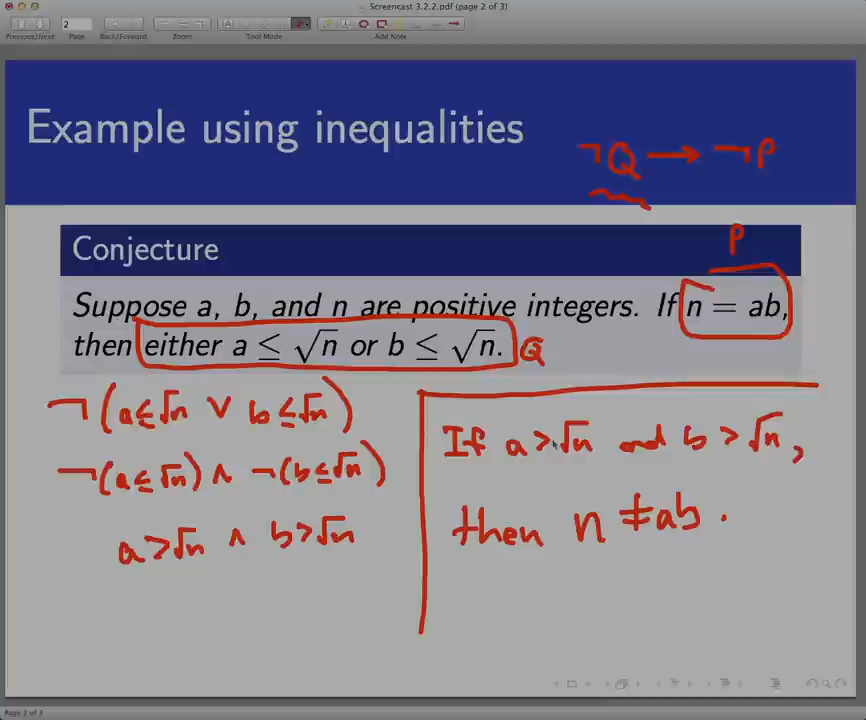 Screencast 3.2.2.pdf (page 2 of 3)
2
Previous/Next Page Back/Forward Zoom Tool Mode Add Note
Example using inequalities
¬Q → ¬P
P
Conjecture
Suppose a, b, and n are positive integers. If n = ab,
then either a ≤ √n or b ≤ √n. Q
¬(a≤√n ∨ b≤√n)
¬(a≤√n) ∧ ¬(b≤√n)
a>√n ∧ b>√n
If a>√n and b>√n,
then n ≠ab.
Page 2 of 3